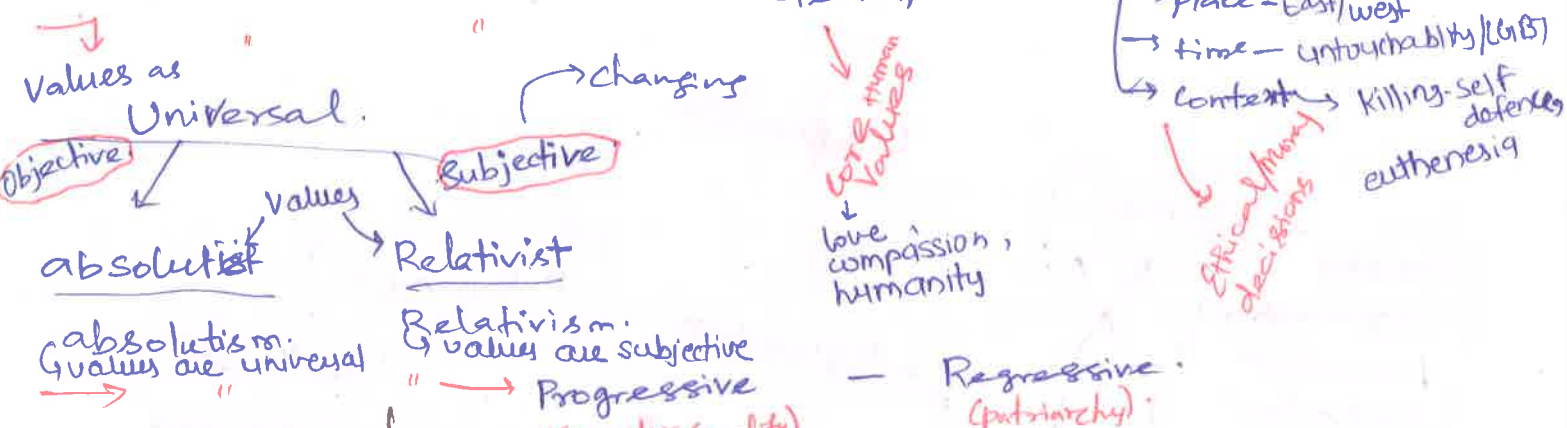 place - East/west
→ time — untouchability/LGBT
→ context → killing-self
defences,
euthenesia
Values as
Universal.
→ changing
Objective
Subjective
Values
core Human
Values
love,
compassion,
humanity
Ethical/moral
decisions
absolutist
Relativist
absolutism.
↳ values are universal
Relativism.
↳ values are subjective
→ "
" → Progressive — Regressive.
(patriarchy).